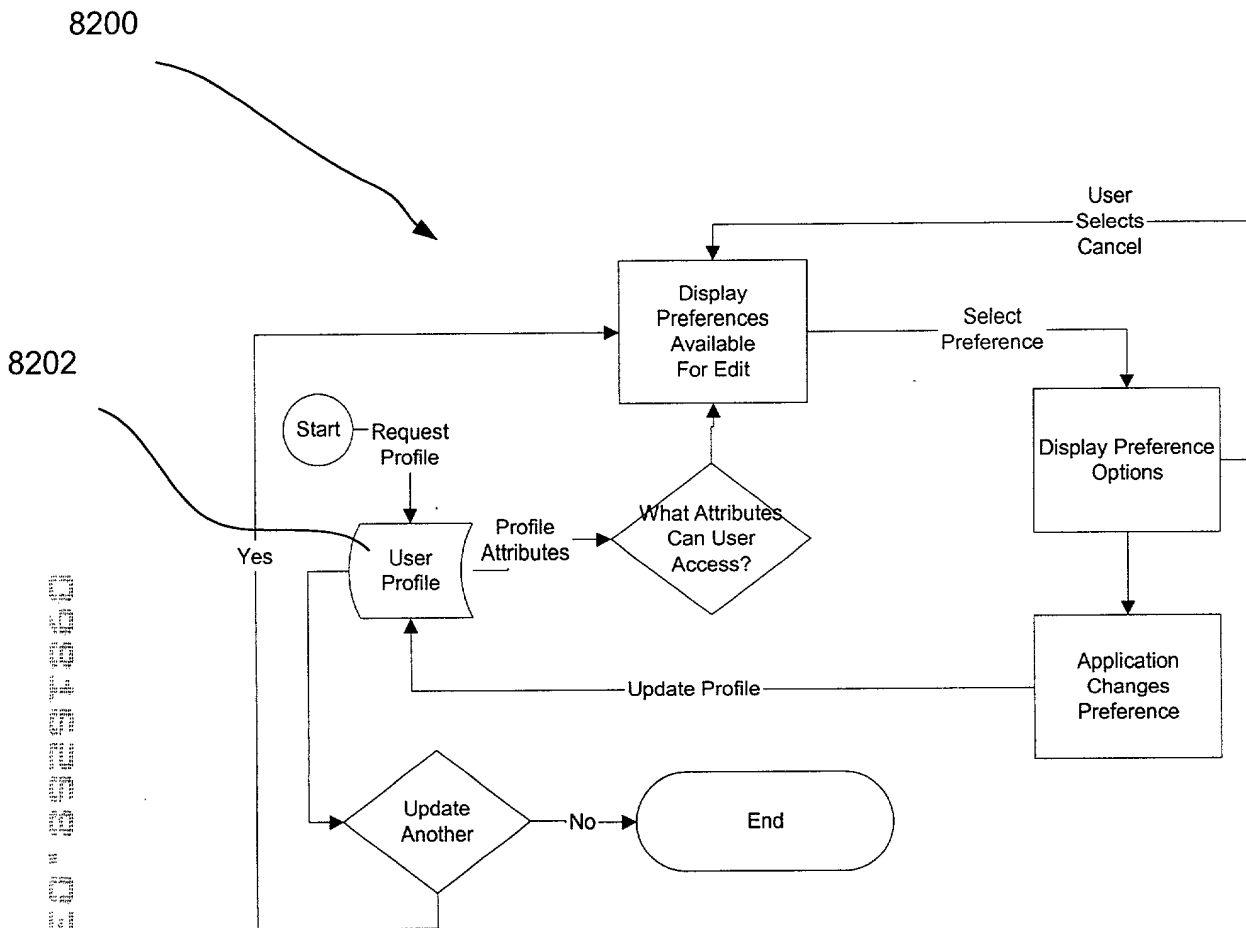 8200
User
Selects
Cancel
Display
Preferences
Available
For Edit
Select
Preference
8202
Start
Request
Profile
Display Preference
Options
What Attributes
Can User
Access?
Profile
Attributes
User
Profile
Yes
Application
Changes
Preference
Update Profile
Update
Another
No
End